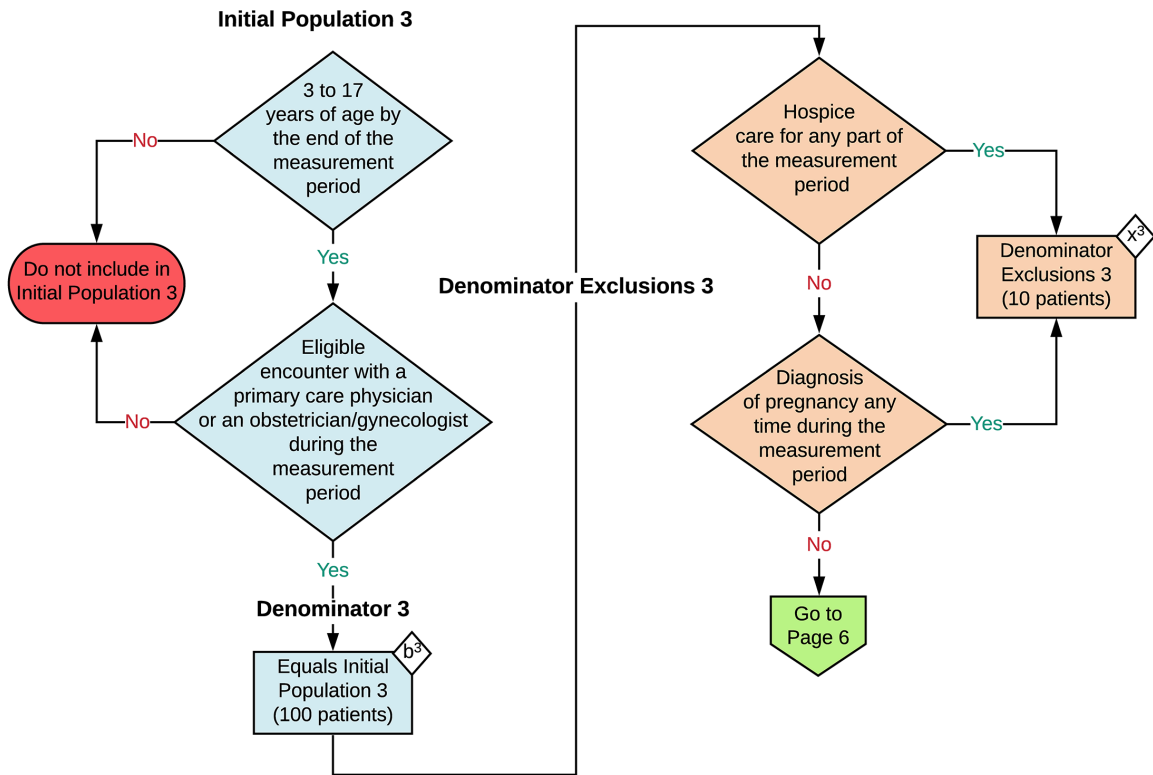 Initial Population 3
3 to 17
years of age by
the end of the
measurement
period
No
Yes
Do not include in
Initial Population 3
Eligible
encounter with a
primary care physician
or an obstetrician/gynecologist
during the
measurement
period
No
Yes
Denominator 3
b³
Equals Initial
Population 3
(100 patients)
Denominator Exclusions 3
Hospice
care for any part of
the measurement
period
Yes
No
x³
Denominator
Exclusions 3
(10 patients)
Diagnosis
of pregnancy any
time during the
measurement
period
Yes
No
Go to
Page 6